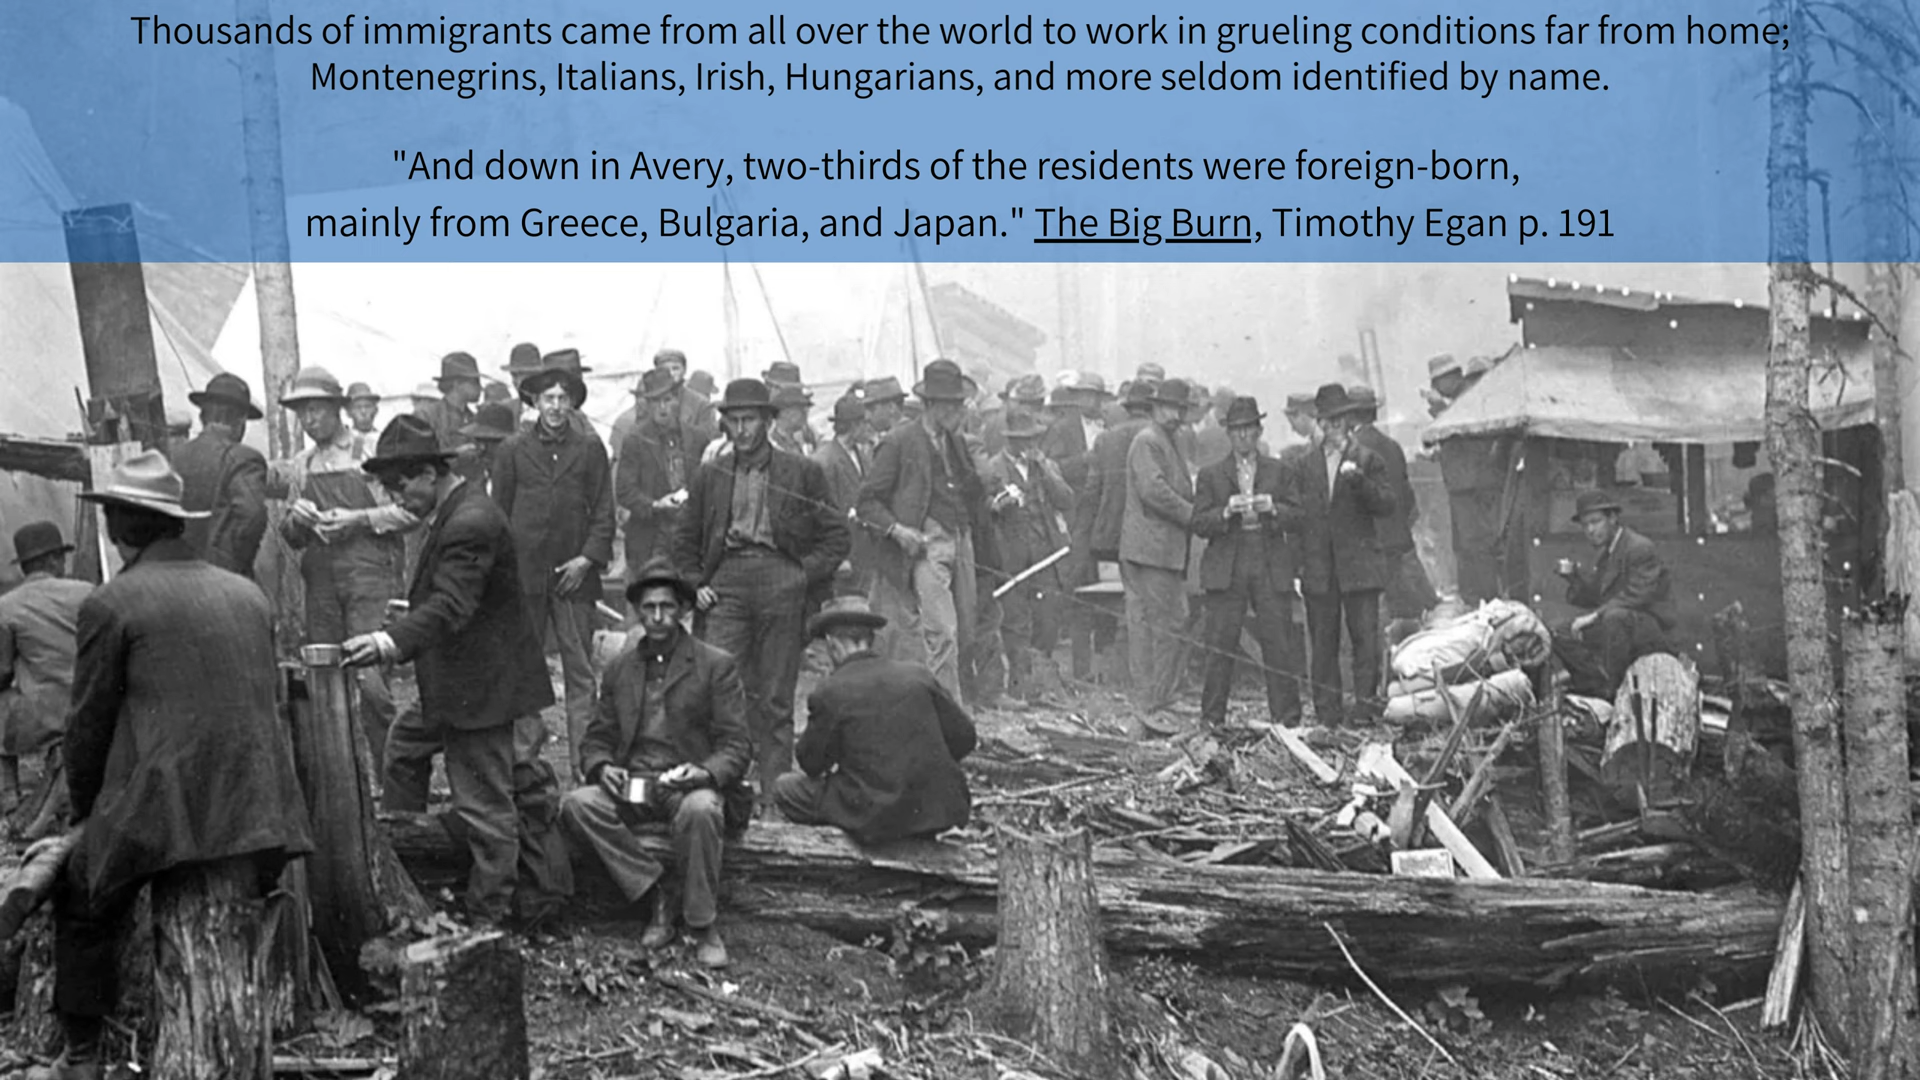 Thousands of immigrants came from all over the world to work in grueling conditions far from home;
Montenegrins, Italians, Irish, Hungarians, and more seldom identified by name.
"And down in Avery, two-thirds of the residents were foreign-born,
mainly from Greece, Bulgaria, and Japan." The Big Burn, Timothy Egan p. 191